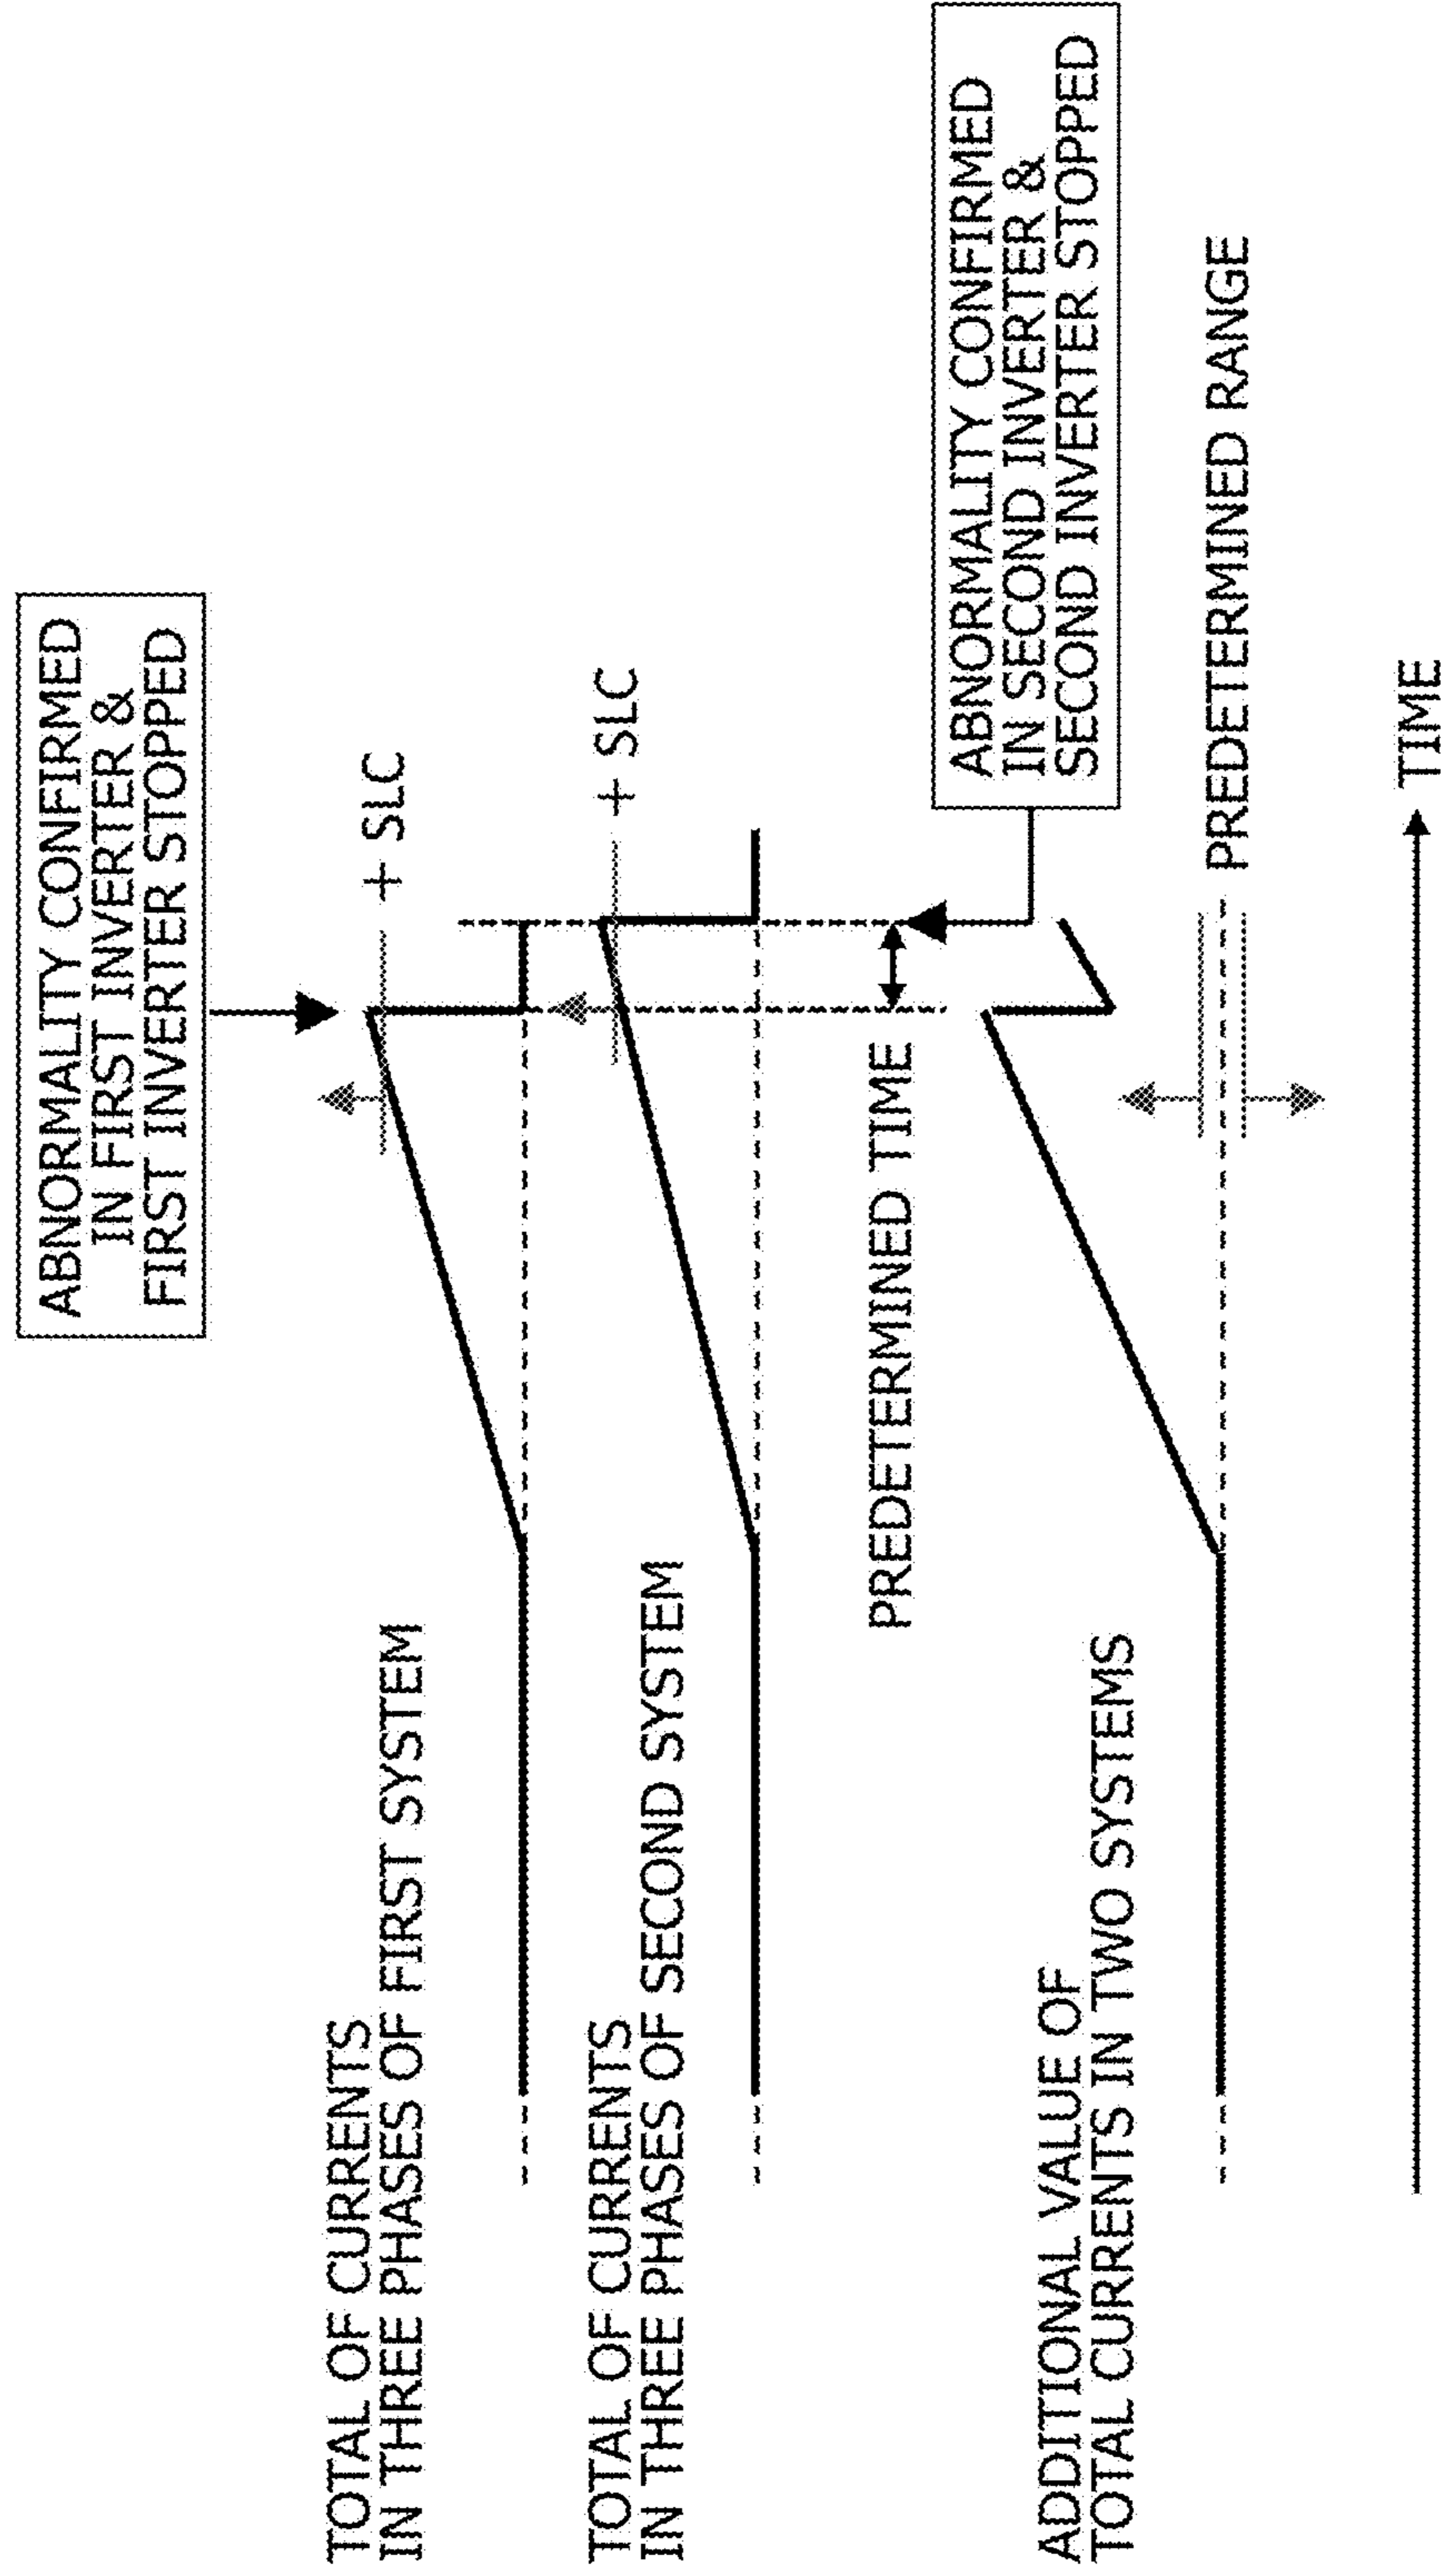 ABNORMALITY CONFIRMED
IN FIRST INVERTER &
FIRST INVERTER STOPPED
TOTAL OF CURRENTS
IN THREE PHASES OF FIRST SYSTEM
+ SLC
TOTAL OF CURRENTS
IN THREE PHASES OF SECOND SYSTEM
+ SLC
PREDETERMINED TIME
ABNORMALITY CONFIRMED
IN SECOND INVERTER &
SECOND INVERTER STOPPED
ADDITIONAL VALUE OF
TOTAL CURRENTS IN TWO SYSTEMS
PREDETERMINED RANGE
TIME